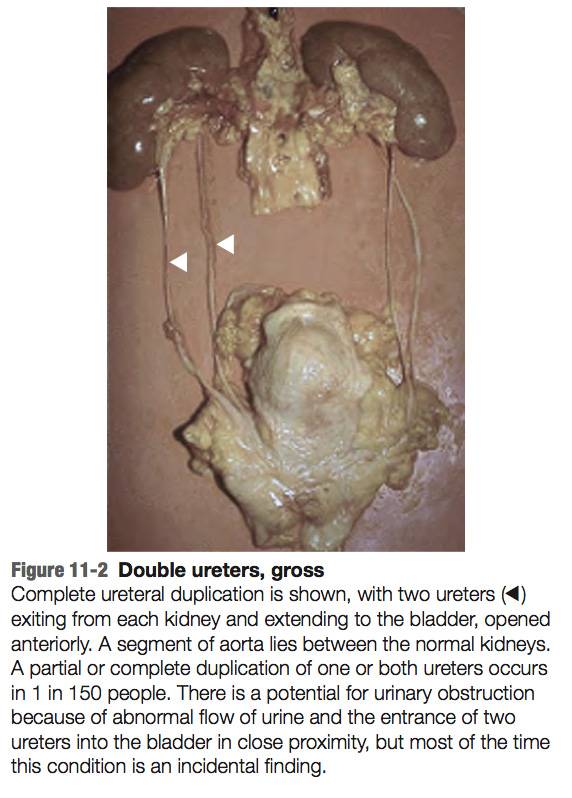 Figure 11-2 Double ureters, gross
Complete ureteral duplication is shown, with two ureters (◀)
exiting from each kidney and extending to the bladder, opened
anteriorly. A segment of aorta lies between the normal kidneys.
A partial or complete duplication of one or both ureters occurs
in 1 in 150 people. There is a potential for urinary obstruction
because of abnormal flow of urine and the entrance of two
ureters into the bladder in close proximity, but most of the time
this condition is an incidental finding.